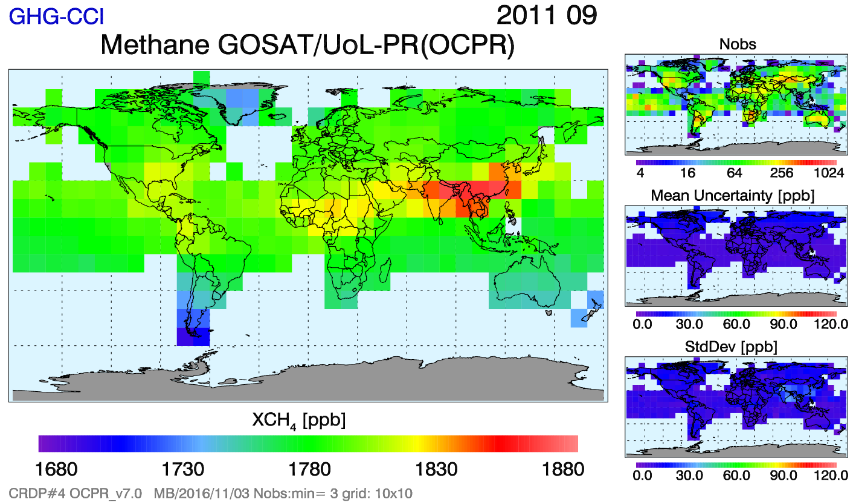 GHG-CCI
2011 09
Methane GOSAT/UoL-PR(OCPR)
XCH₄ [ppb]
1680 1730 1780 1830 1880
CRDP#4 OCPR_v7.0 MB/2016/11/03 Nobs:min= 3 grid: 10x10
Nobs
4 16 64 256 1024
Mean Uncertainty [ppb]
0.0 30.0 60.0 90.0 120.0
StdDev [ppb]
0.0 30.0 60.0 90.0 120.0